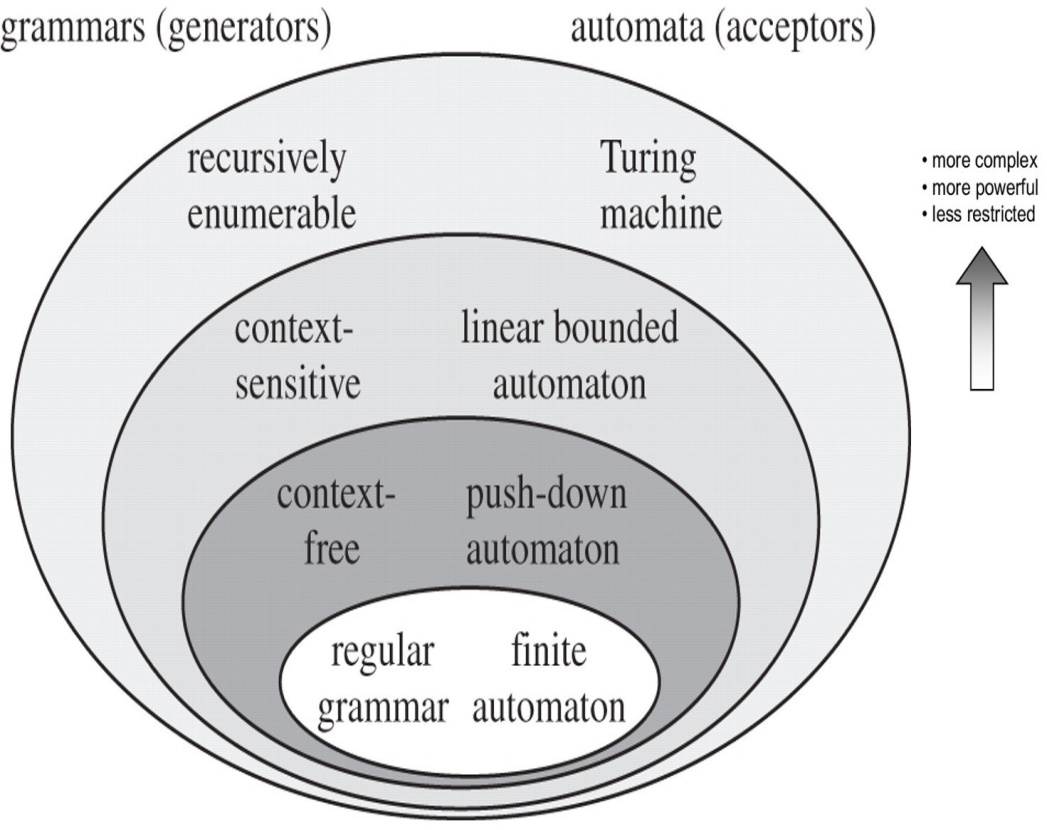 grammars (generators)
automata (acceptors)
recursively
enumerable
Turing
machine
• more complex
• more powerful
• less restricted
context-
sensitive
linear bounded
automaton
context-
free
push-down
automaton
regular
grammar
finite
automaton